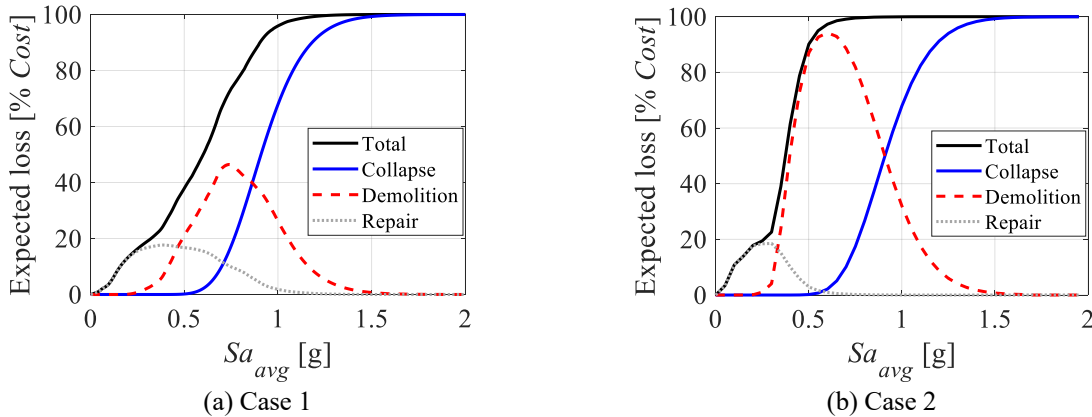 Expected loss [% Cost]
100
80
60
40
20
0
Total
Collapse
Demolition
Repair
0 0.5 1 1.5 2
Sa_avg [g]
(a) Case 1
Expected loss [% Cost]
100
80
60
40
20
0
Total
Collapse
Demolition
Repair
0 0.5 1 1.5 2
Sa_avg [g]
(b) Case 2